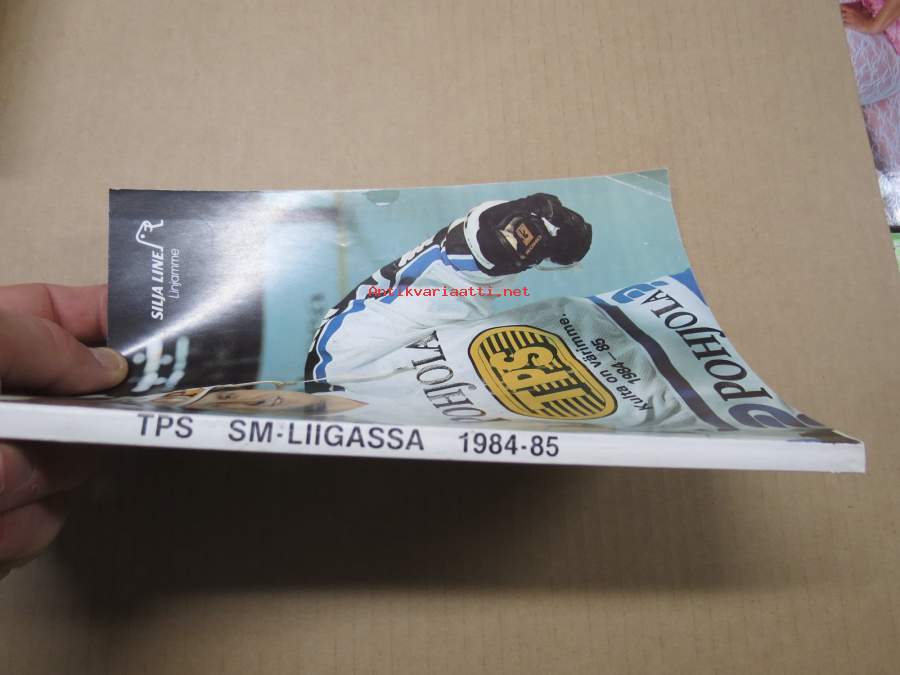 SILJA LINE
Linjamme
Antikvariaatti.net
POHJOLA
TPS
Kulta on värimme.
1984-85
POHJOLA
TPS SM-LIIGASSA 1984-85